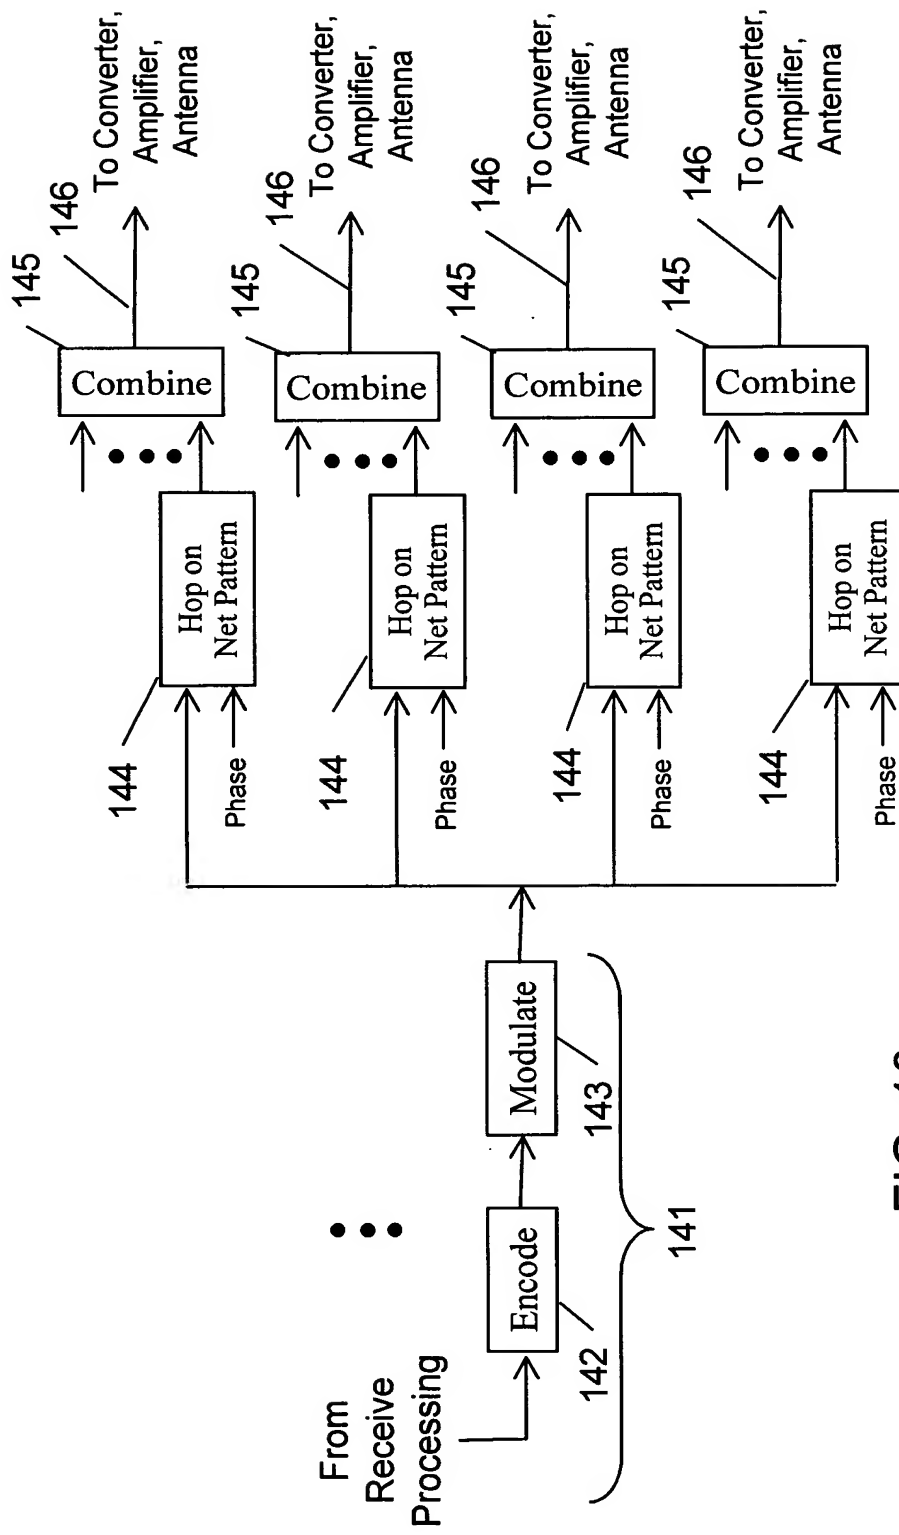 From
Receive
Processing
Encode
142
Modulate
143
141
144
Hop on
Net Pattern
Phase
145
Combine
146
To Converter,
Amplifier,
Antenna
144
Hop on
Net Pattern
Phase
145
Combine
146
To Converter,
Amplifier,
Antenna
144
Hop on
Net Pattern
Phase
145
Combine
146
To Converter,
Amplifier,
Antenna
144
Hop on
Net Pattern
Phase
145
Combine
146
To Converter,
Amplifier,
Antenna